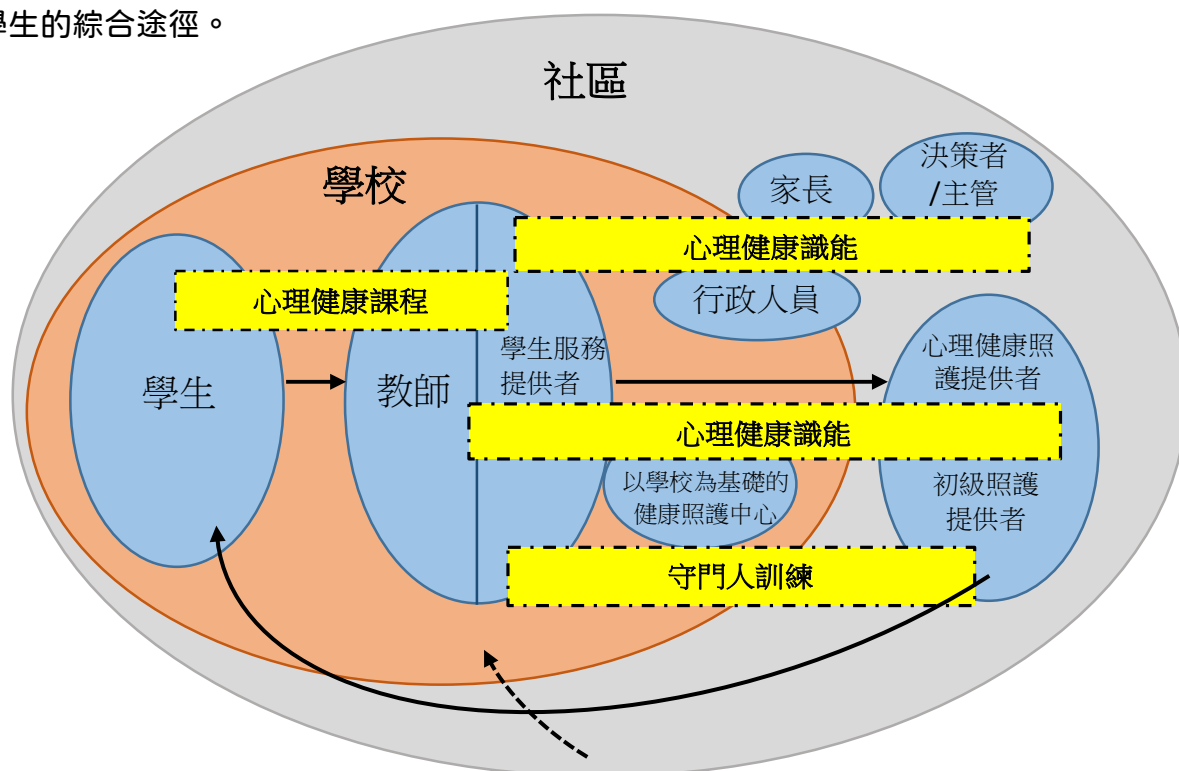 學生的綜合途徑。
社區
學校
家長
決策者
/主管
心理健康識能
心理健康課程
行政人員
學生
教師
學生服務
提供者
心理健康照
護提供者
心理健康識能
以學校為基礎的
健康照護中心
初級照護
提供者
守門人訓練